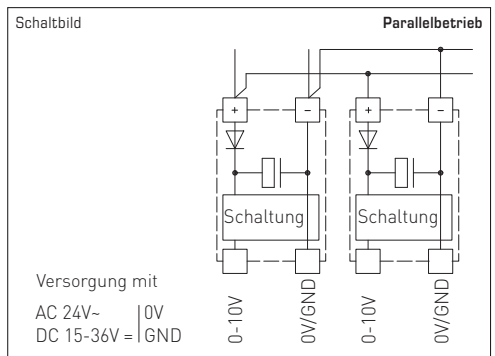 Schaltbild
Parallelbetrieb
+ − + −
Schaltung Schaltung
Versorgung mit
AC 24V~ | 0V
DC 15-36V = | GND
0-10V
0V/GND
0-10V
0V/GND